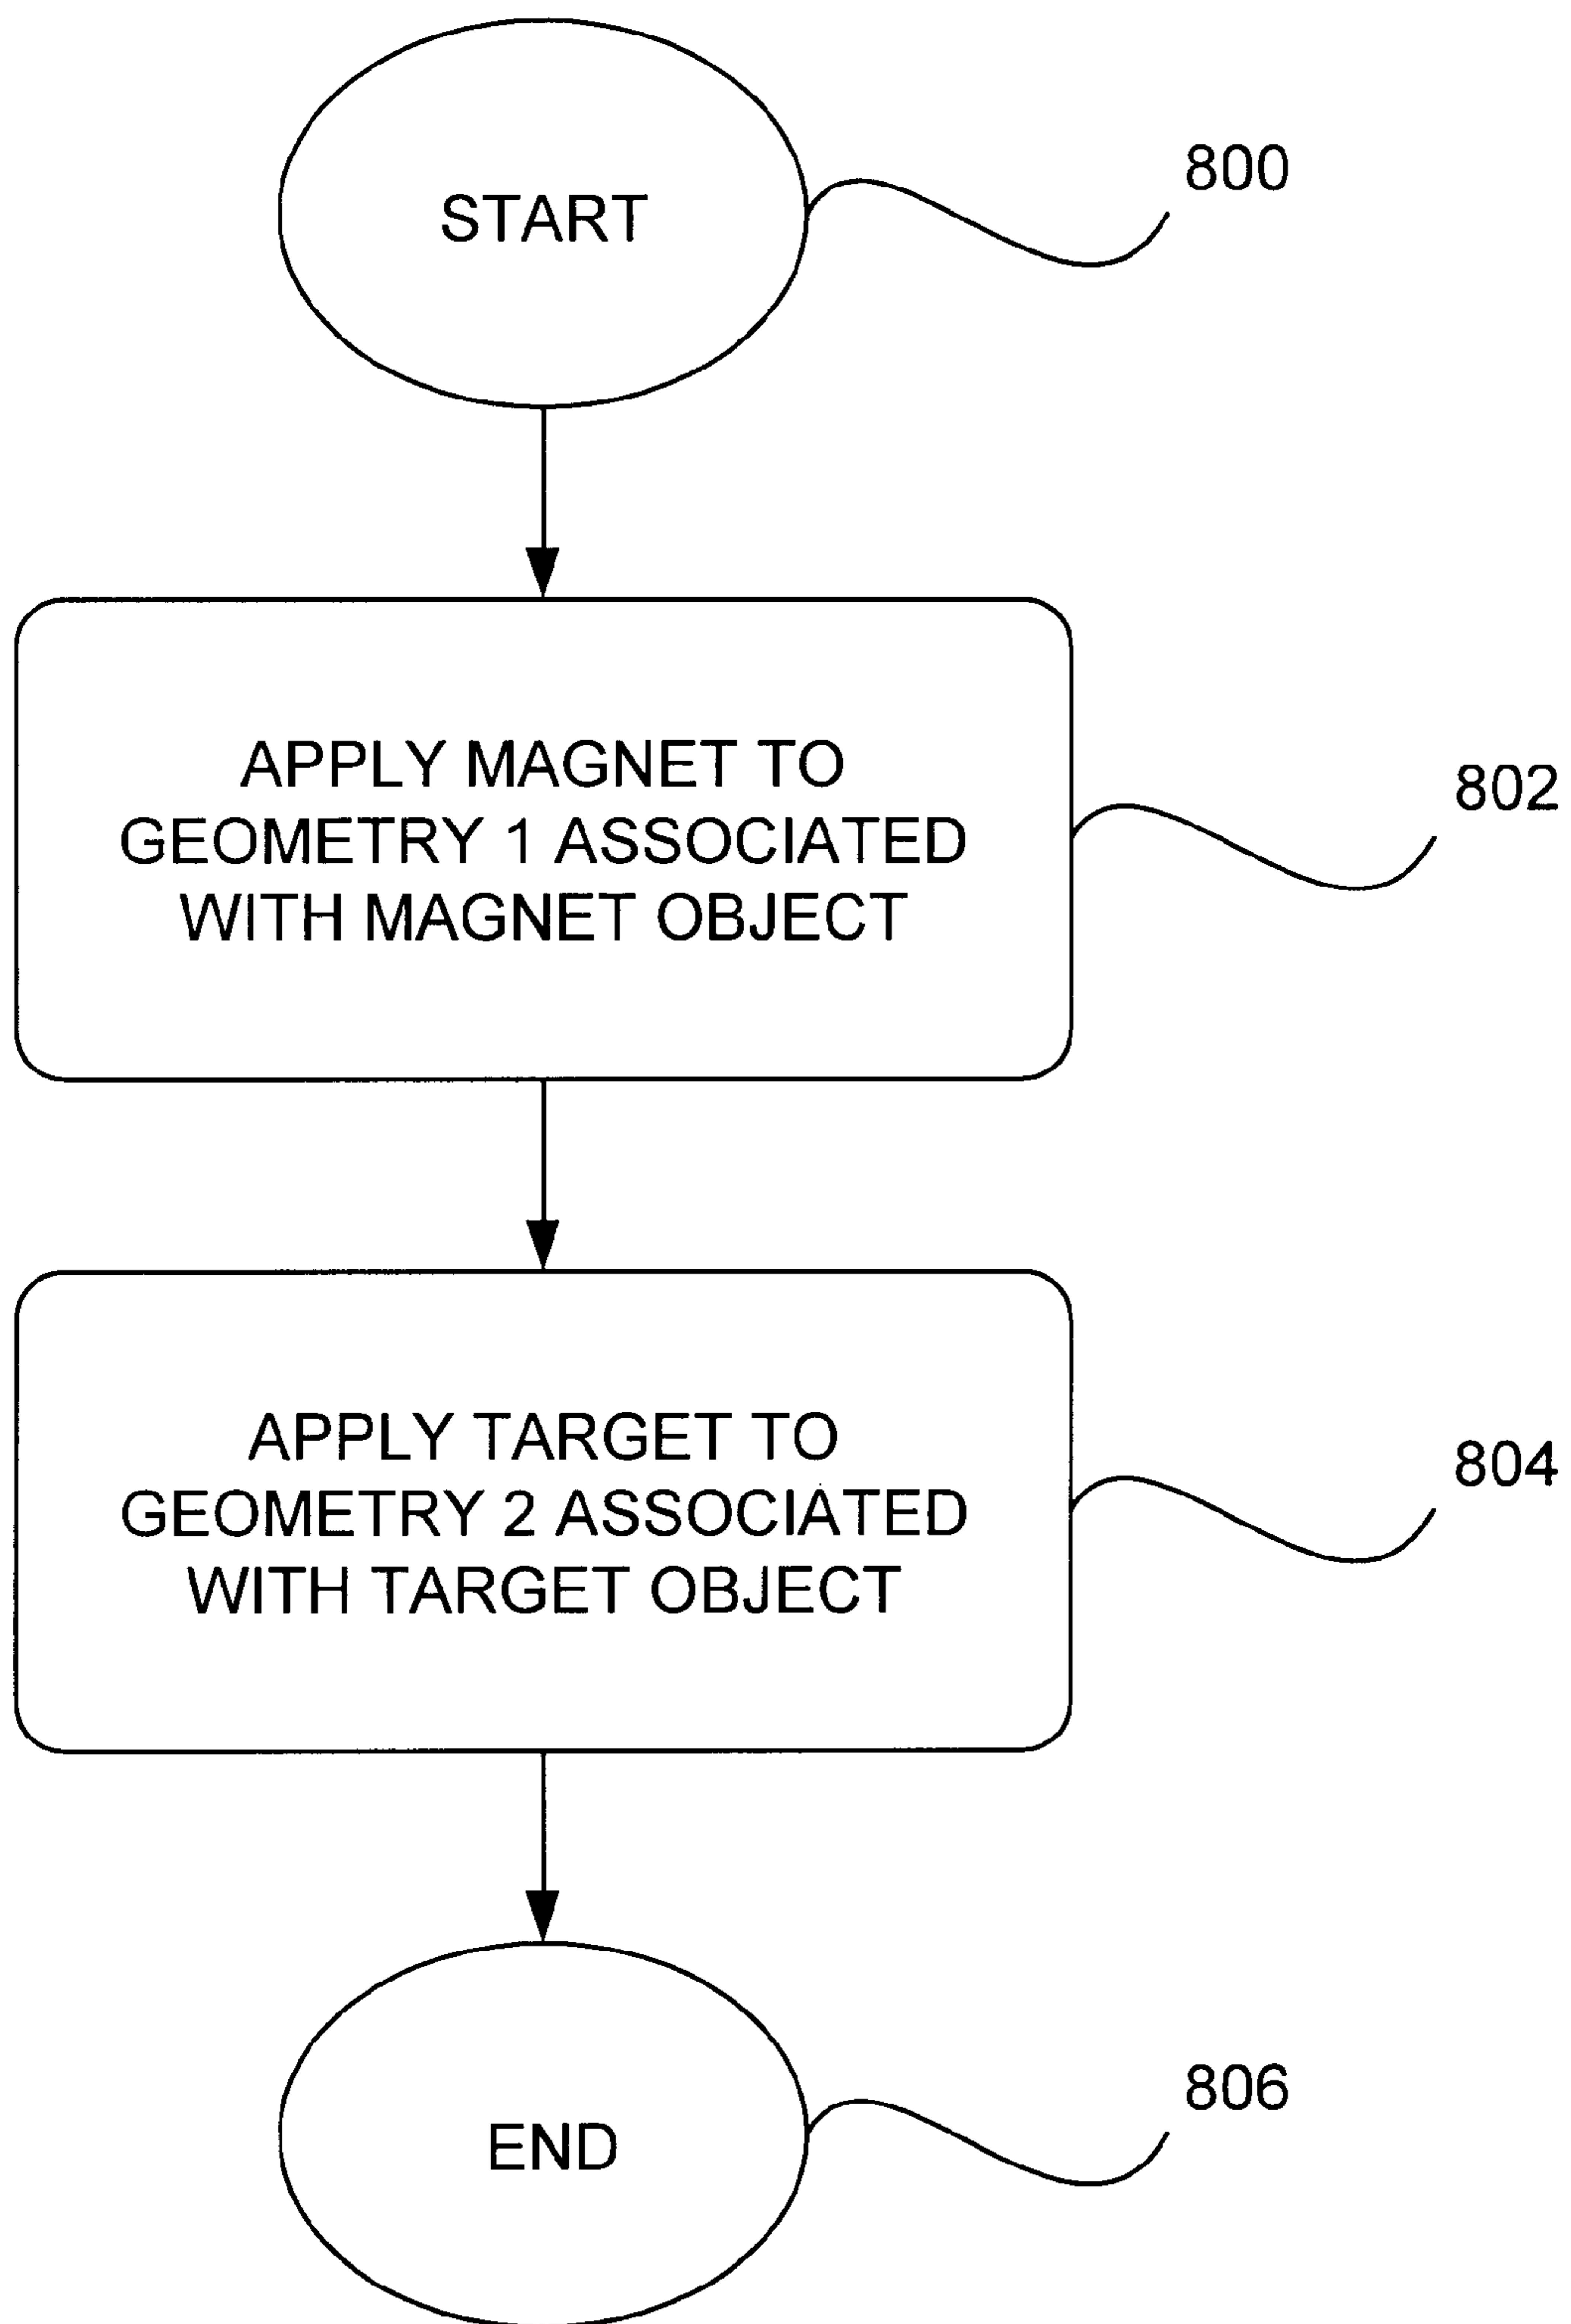 START
800
APPLY MAGNET TO
GEOMETRY 1 ASSOCIATED
WITH MAGNET OBJECT
802
APPLY TARGET TO
GEOMETRY 2 ASSOCIATED
WITH TARGET OBJECT
804
END
806